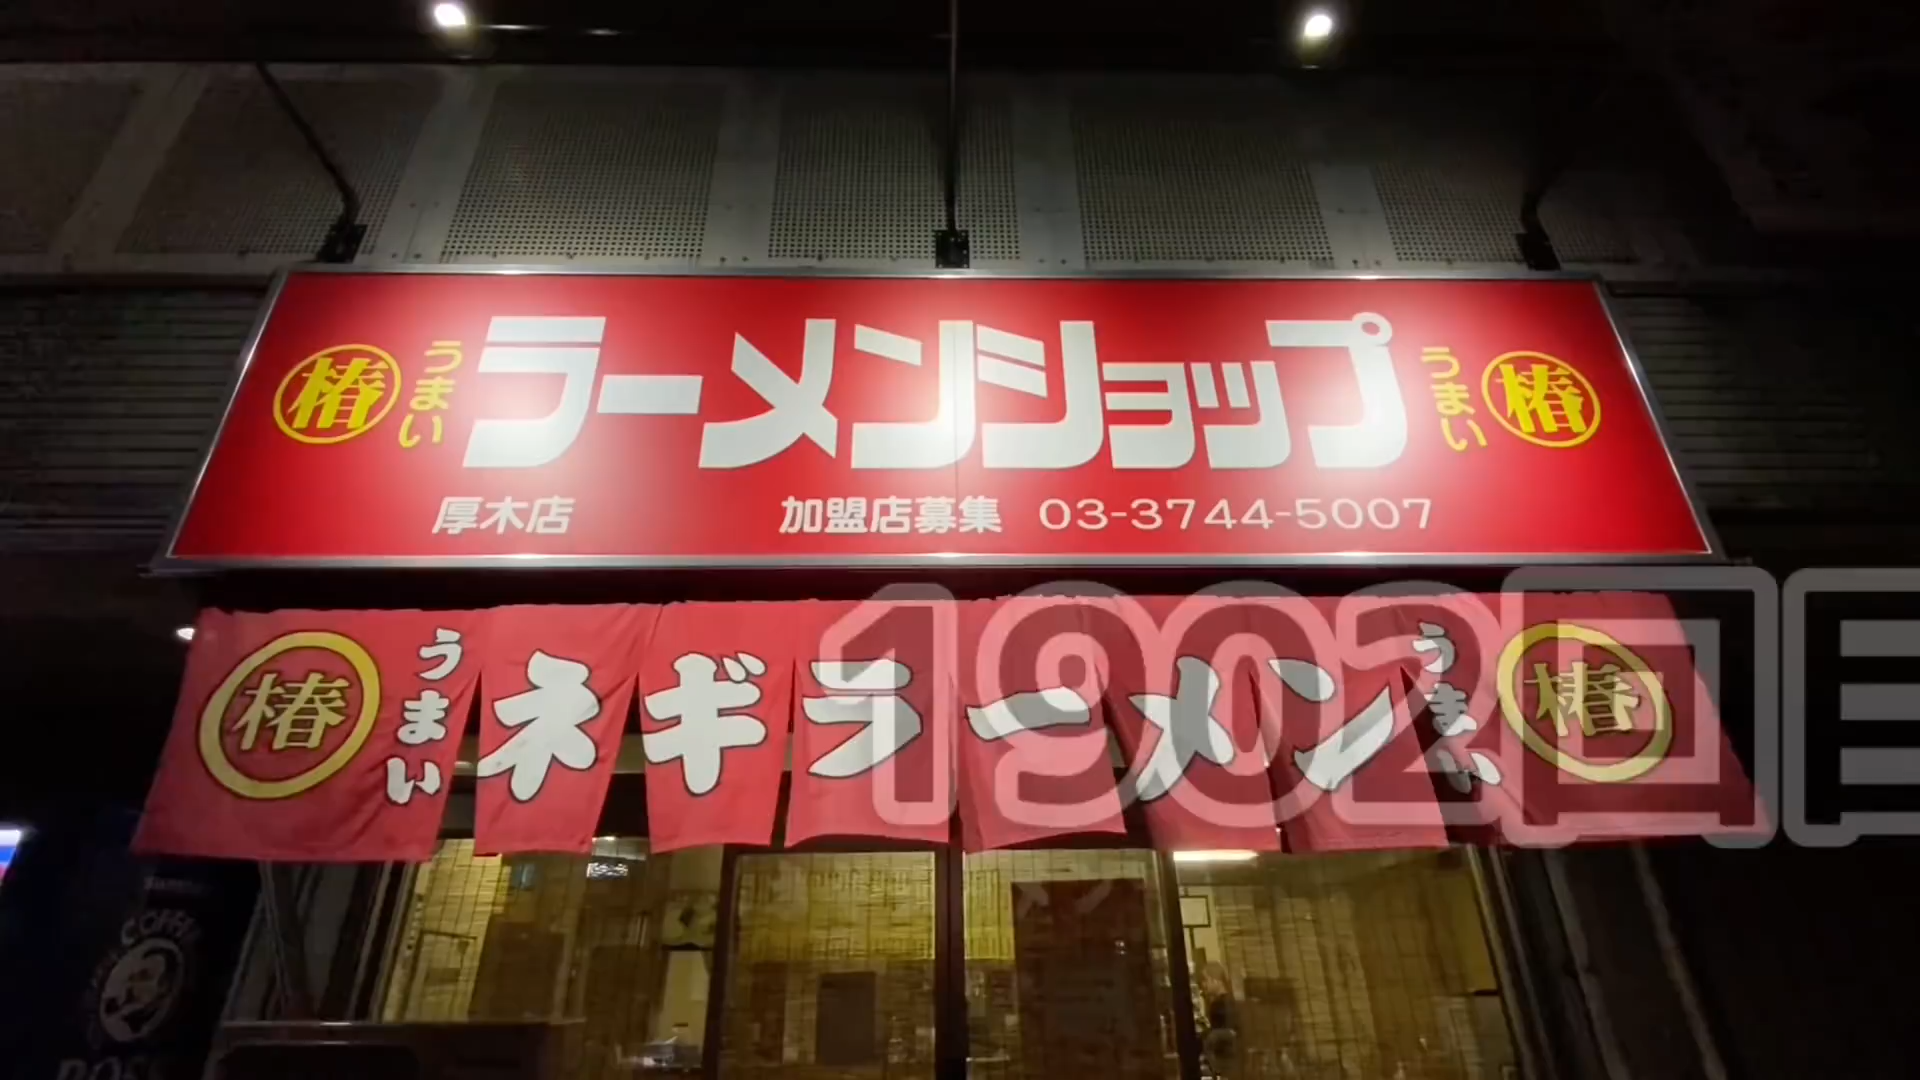 椿 うまい ラーメンショップ うまい 椿
厚木店 加盟店募集 03-3744-5007
椿 うまい ネギラーメン うまい 椿
1902回目
COFFEE
BOSS